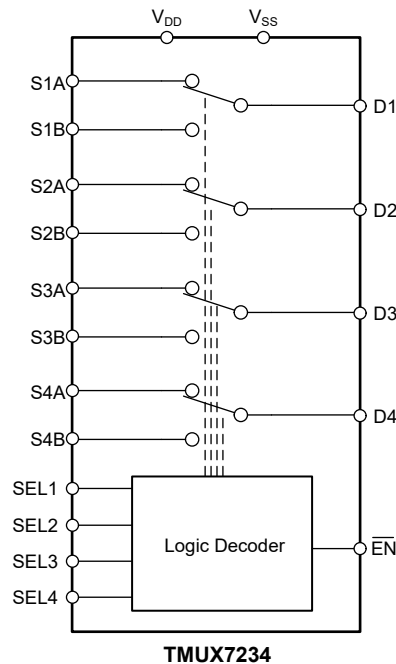 VDD VSS
S1A
D1
S1B
S2A
D2
S2B
S3A
D3
S3B
S4A
D4
S4B
SEL1
SEL2
Logic Decoder
EN
SEL3
SEL4
TMUX7234